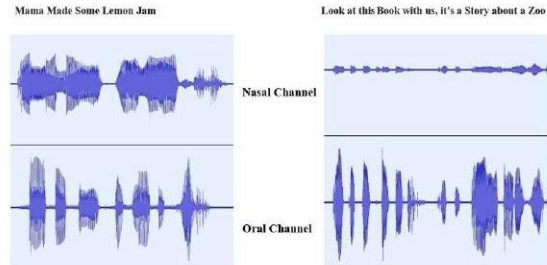 Mama Made Some Lemon Jam
Look at this Book with us, it's a Story about a Zoo
Nasal Channel
Oral Channel